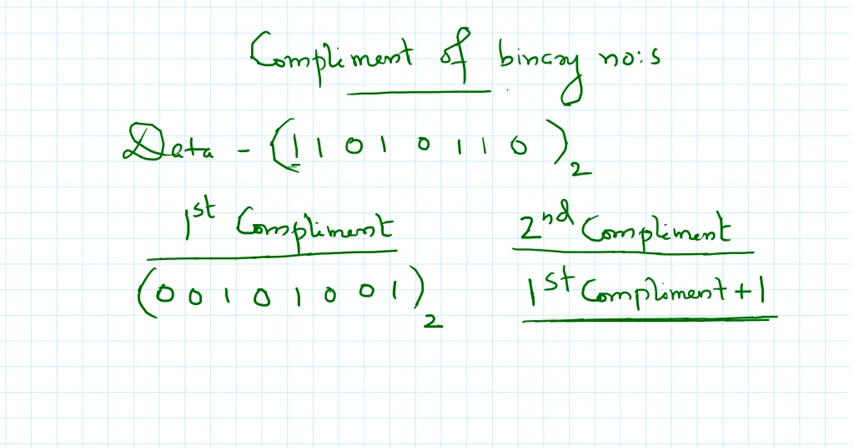 Compliment of binary no:s
Data - (11010110)2
1st Compliment
(00101001)2
2nd Compliment
1st Compliment + 1